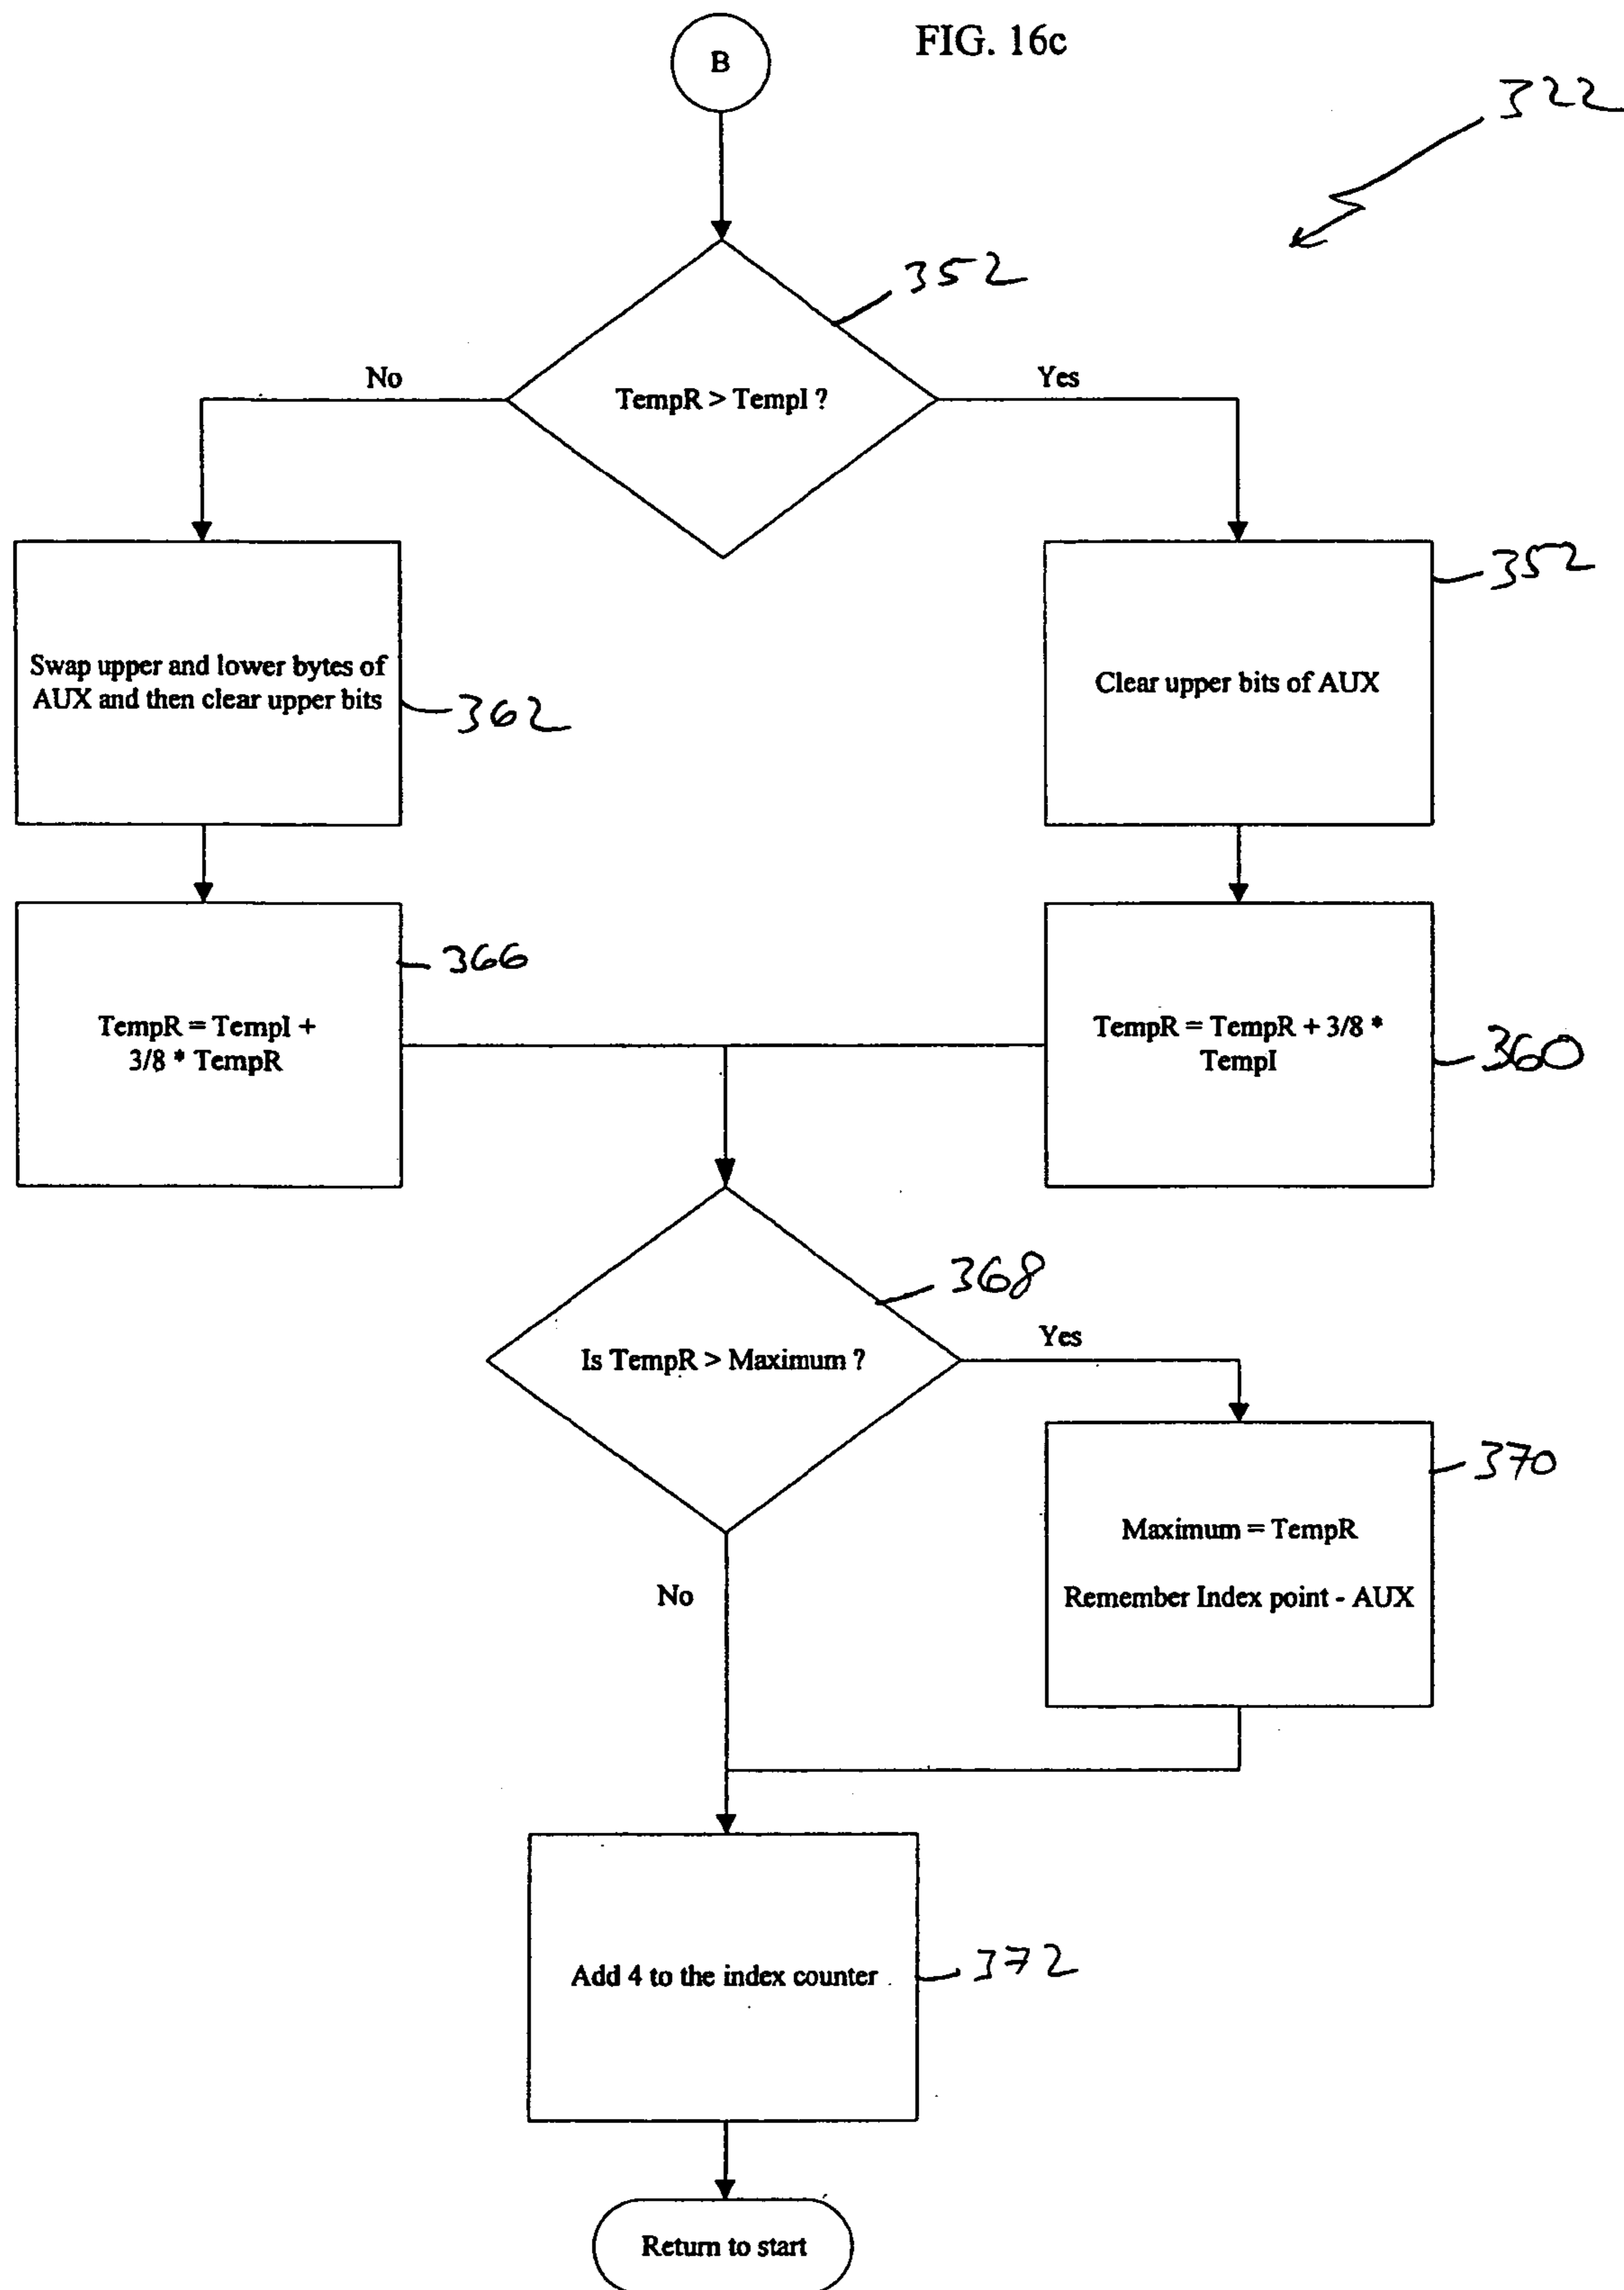 FIG. 16c
B
322
352
TempR > TempI ?
No
Yes
352
Swap upper and lower bytes of
AUX and then clear upper bits
362
Clear upper bits of AUX
366
TempR = TempI +
3/8 * TempR
TempR = TempR + 3/8 *
TempI
360
368
Is TempR > Maximum ?
Yes
370
Maximum = TempR
Remember Index point - AUX
No
Add 4 to the index counter
372
Return to start